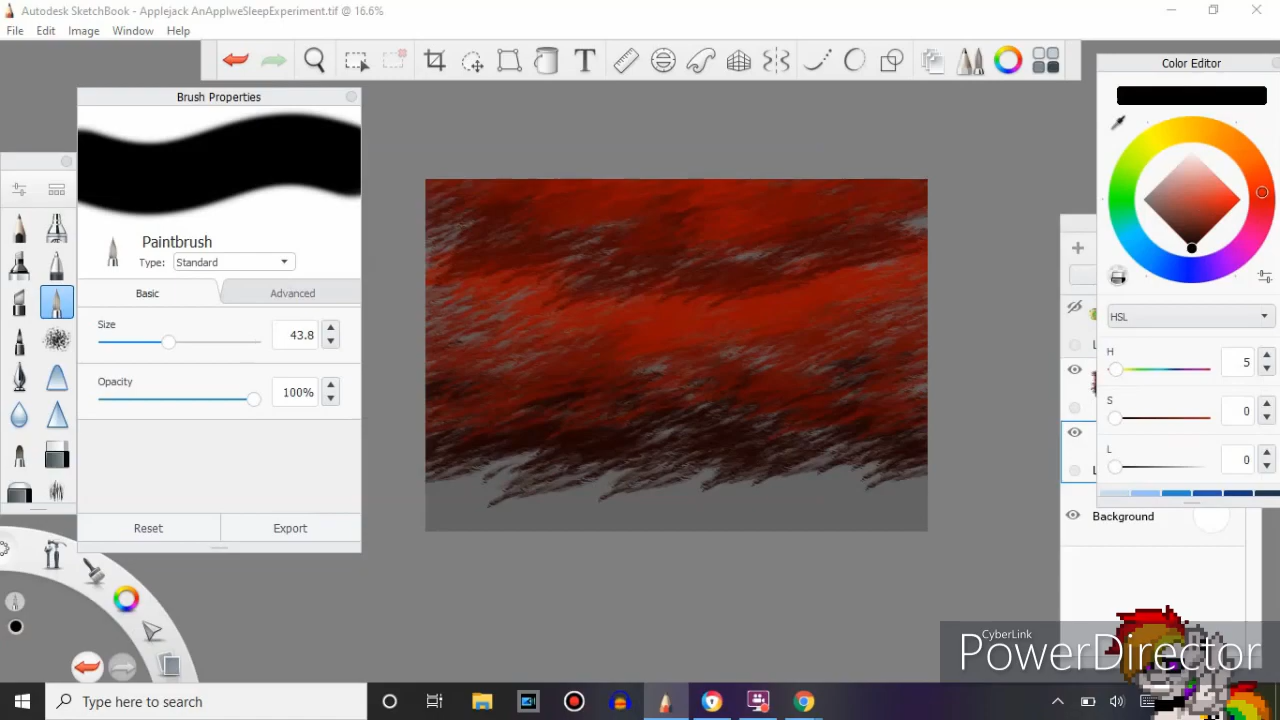 Autodesk SketchBook - Applejack AnApplweSleepExperiment.tif @ 16.6%
File Edit Image Window Help
T
Brush Properties
Color Editor
Paintbrush
Type: Standard
Basic Advanced
Size
43.8
Opacity
100%
HSL
H 5
S 0
L 0
Background
Reset Export
CyberLink
PowerDirector
Type here to search